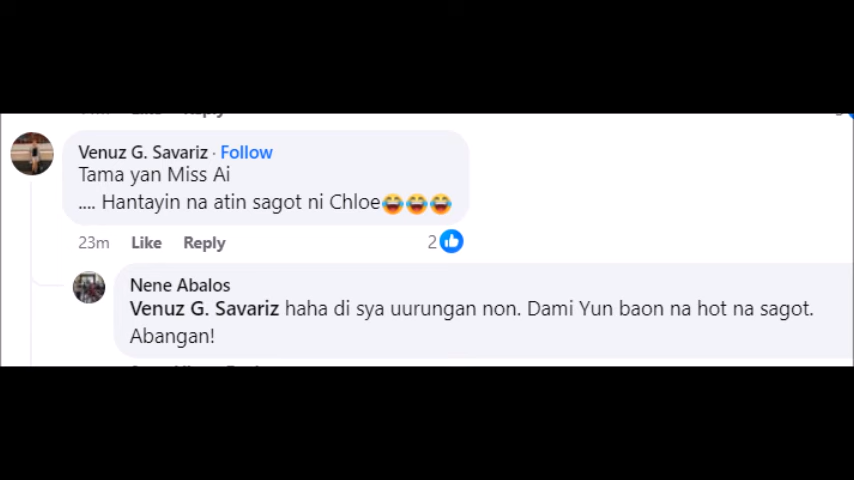 Venuz G. Savariz · Follow
Tama yan Miss Ai
.... Hantayin na atin sagot ni Chloe😂😂😂
23m Like Reply 2
Nene Abalos
Venuz G. Savariz haha di sya uurungan non. Dami Yun baon na hot na sagot.
Abangan!